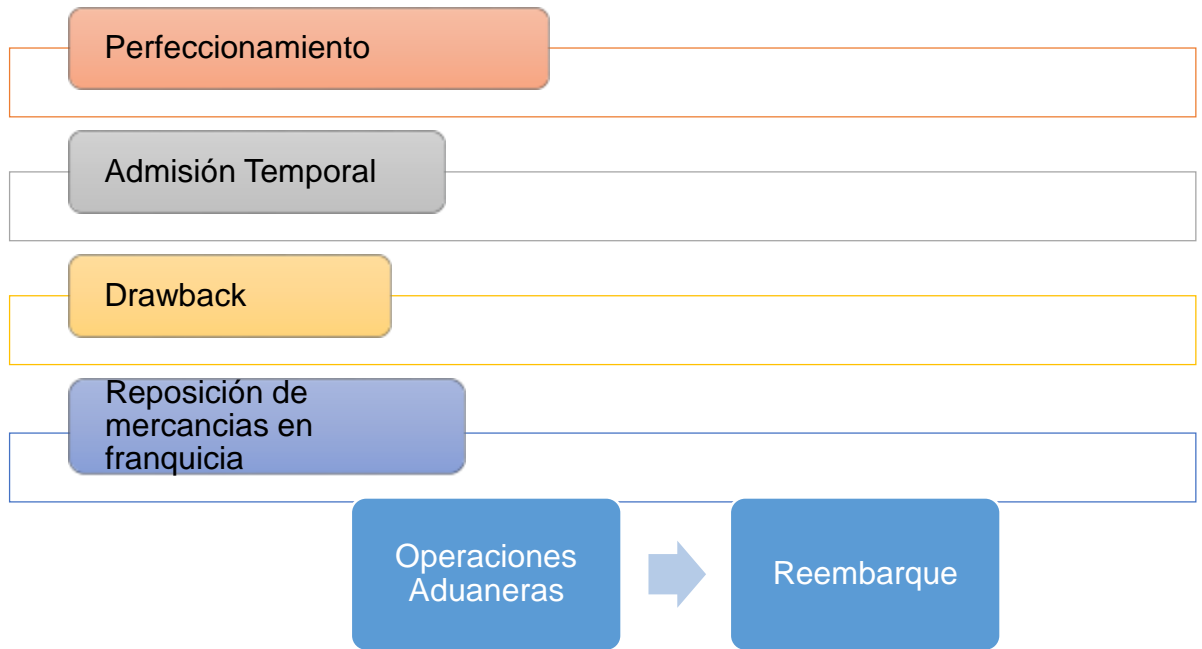 Perfeccionamiento
Admisión Temporal
Drawback
Reposición de
mercancias en
franquicia
Operaciones
Aduaneras
Reembarque